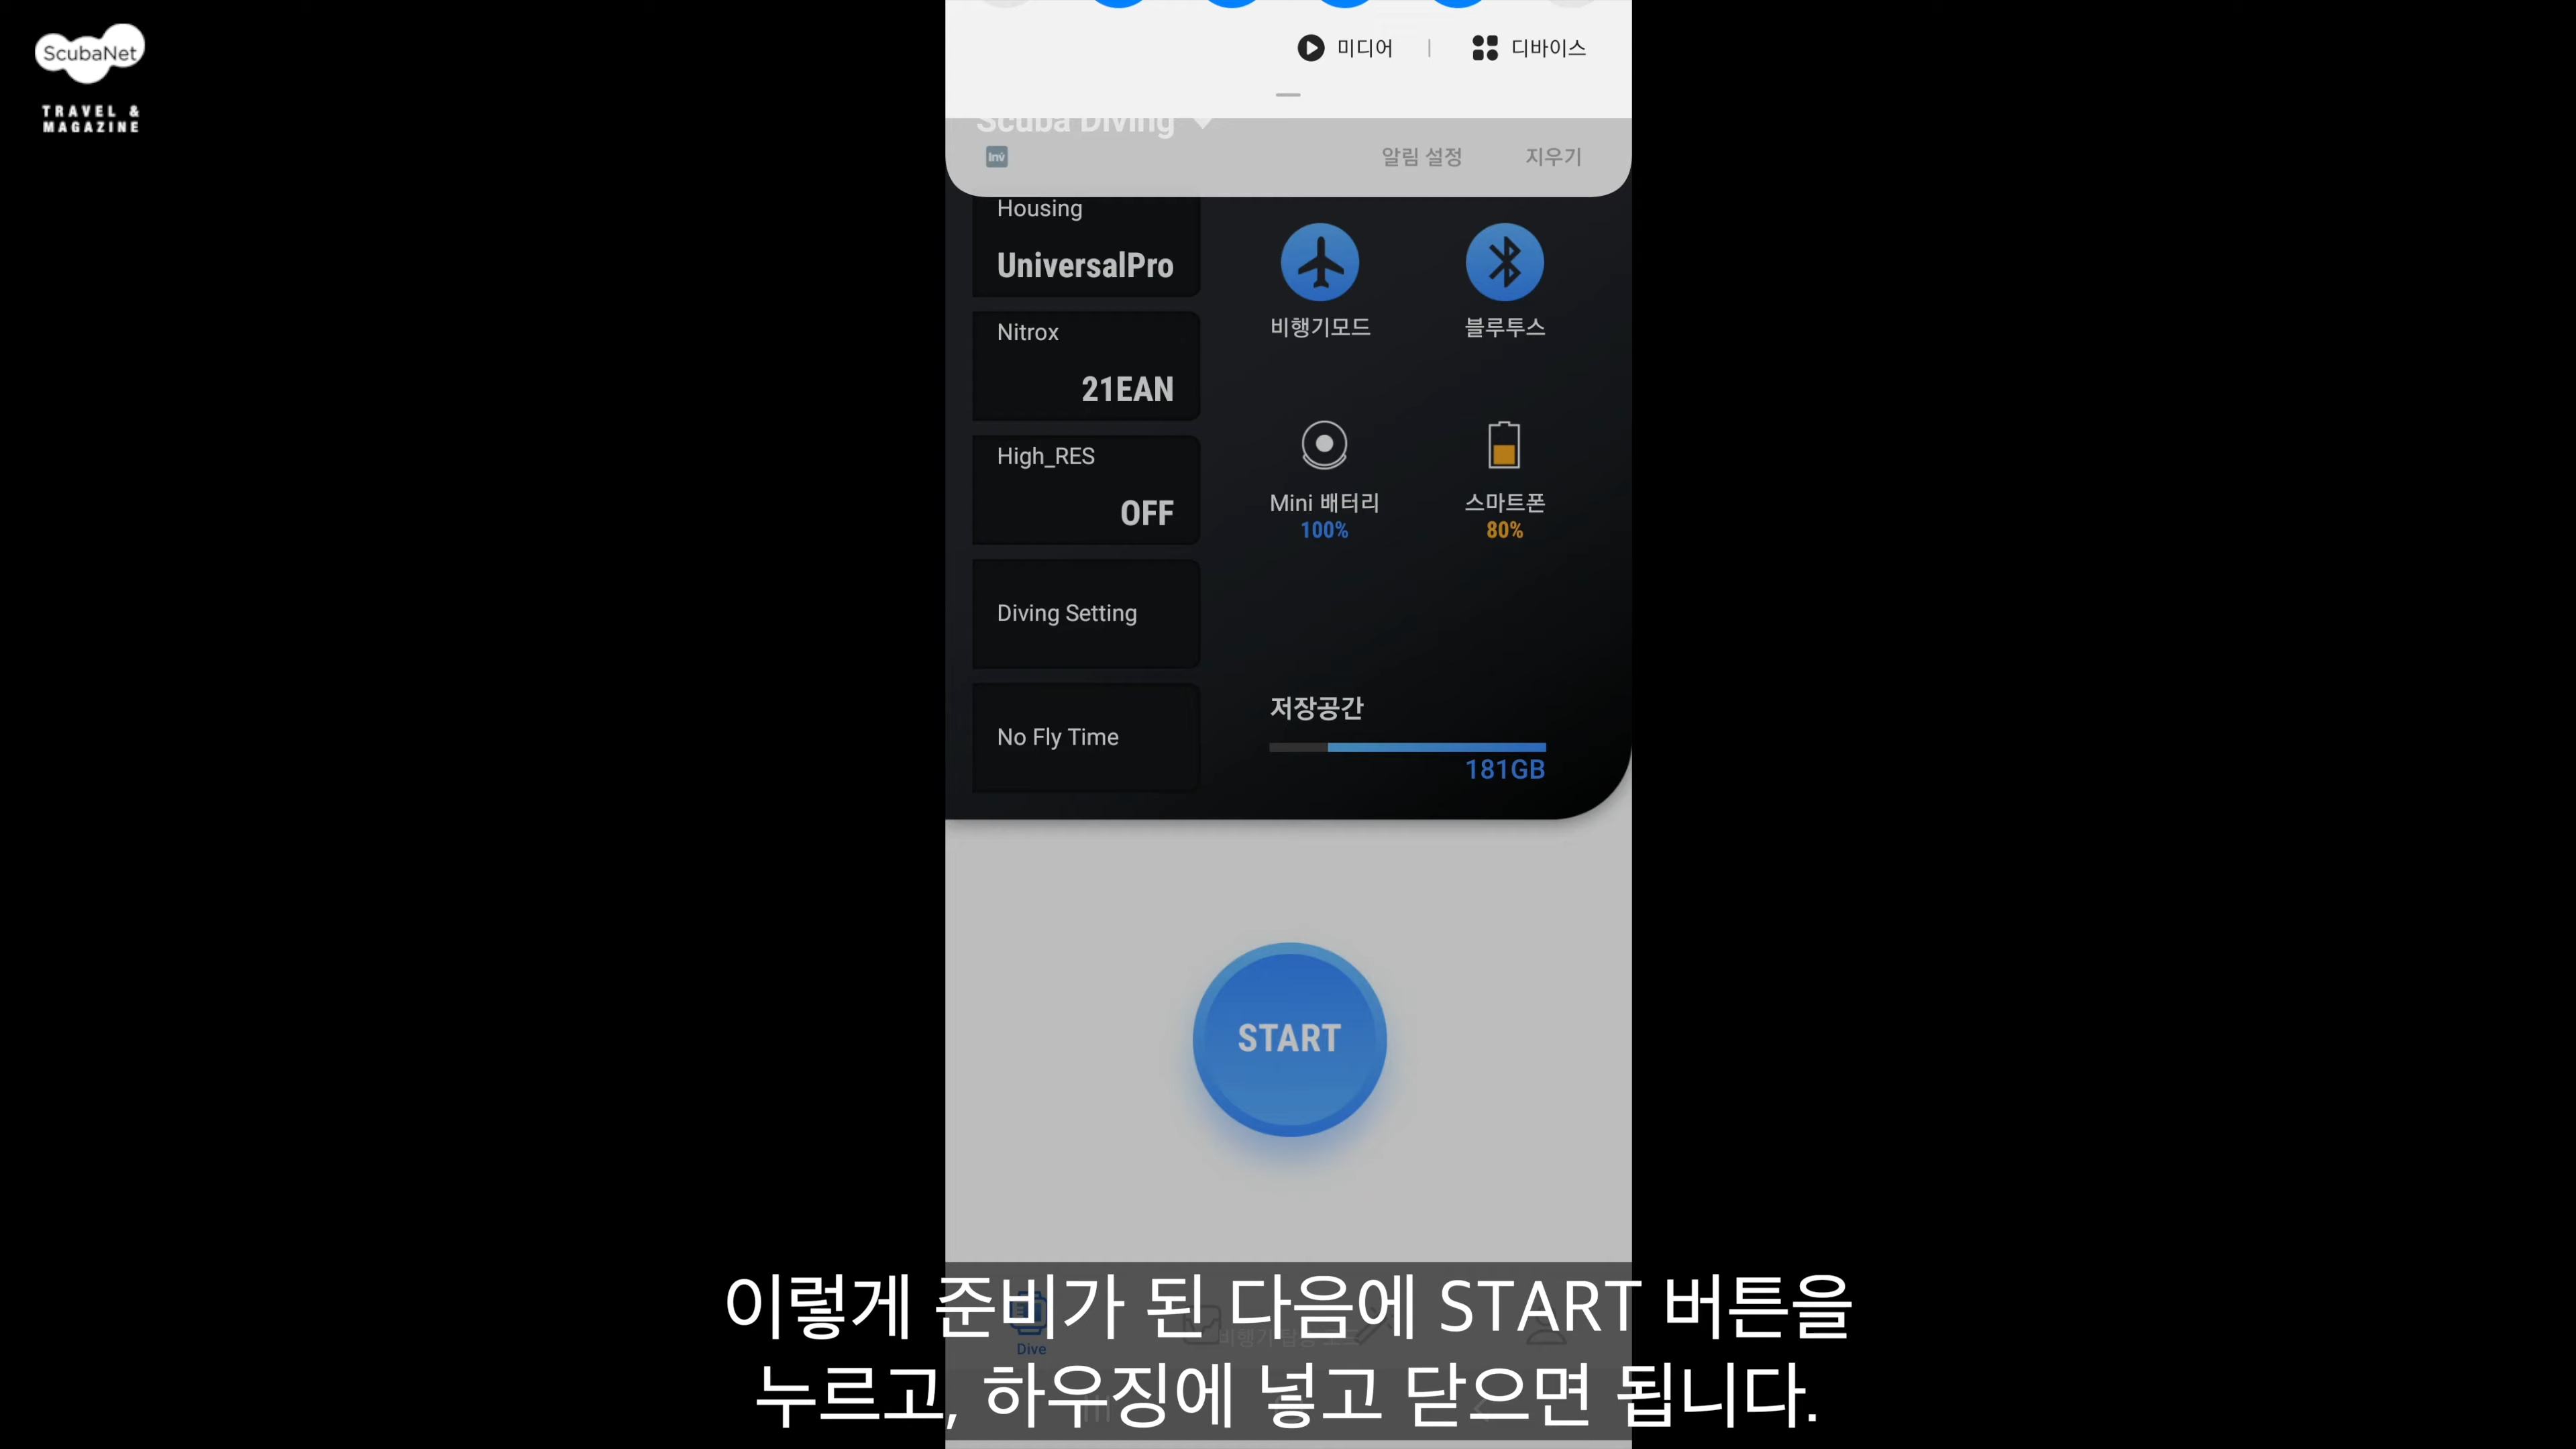 ScubaNet
TRAVEL &
MAGAZINE
미디어
디바이스
Scuba Diving
Inv
알림 설정
지우기
Housing
UniversalPro
Nitrox
21EAN
High_RES
OFF
Diving Setting
No Fly Time
비행기모드
블루투스
Mini 배터리
100%
스마트폰
80%
저장공간
181GB
START
Dive
이렇게 준비가 된 다음에 START 버튼을
누르고, 하우징에 넣고 닫으면 됩니다.